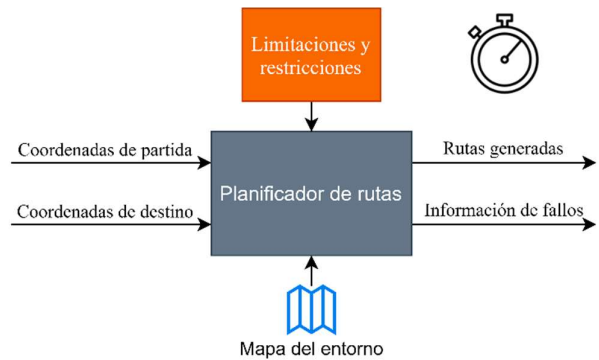 Limitaciones y
restricciones
Coordenadas de partida
Rutas generadas
Planificador de rutas
Coordenadas de destino
Información de fallos
Mapa del entorno